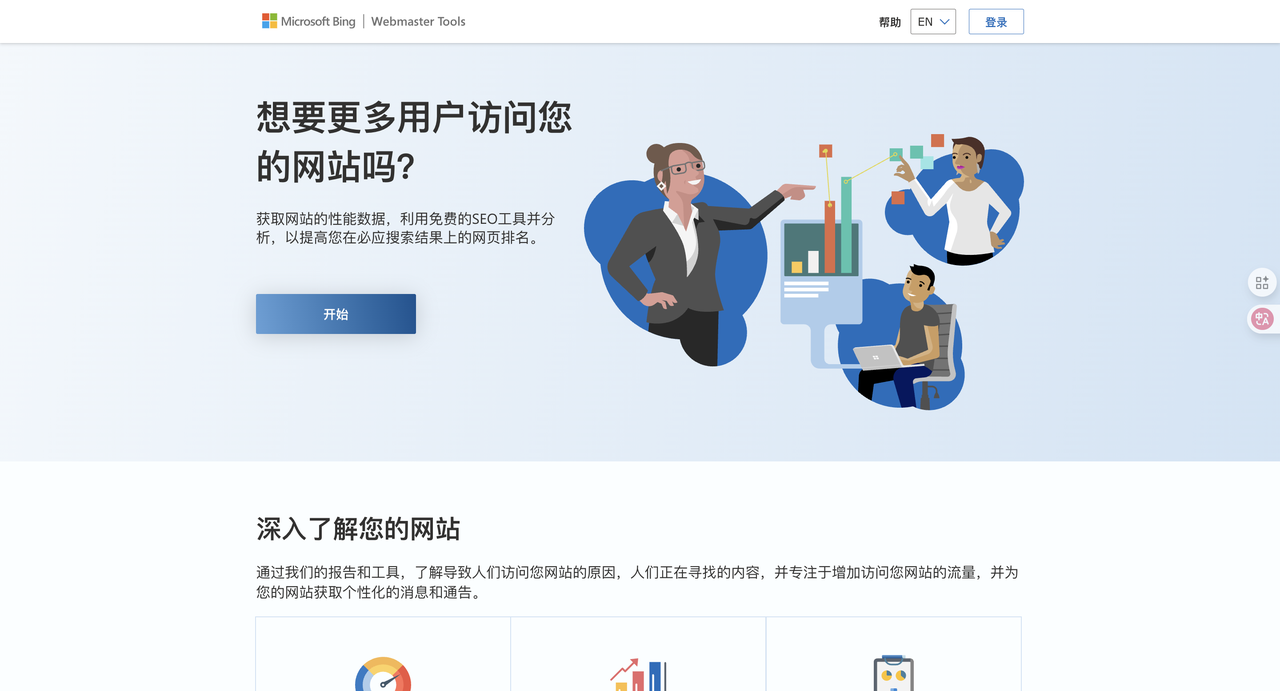 Microsoft Bing | Webmaster Tools
帮助
EN
登录
想要更多用户访问您
的网站吗?
获取网站的性能数据，利用免费的SEO工具并分
析，以提高您在必应搜索结果上的网页排名。
开始
深入了解您的网站
通过我们的报告和工具，了解导致人们访问您网站的原因，人们正在寻找的内容，并专注于增加访问您网站的流量，并为
您的网站获取个性化的消息和通告。